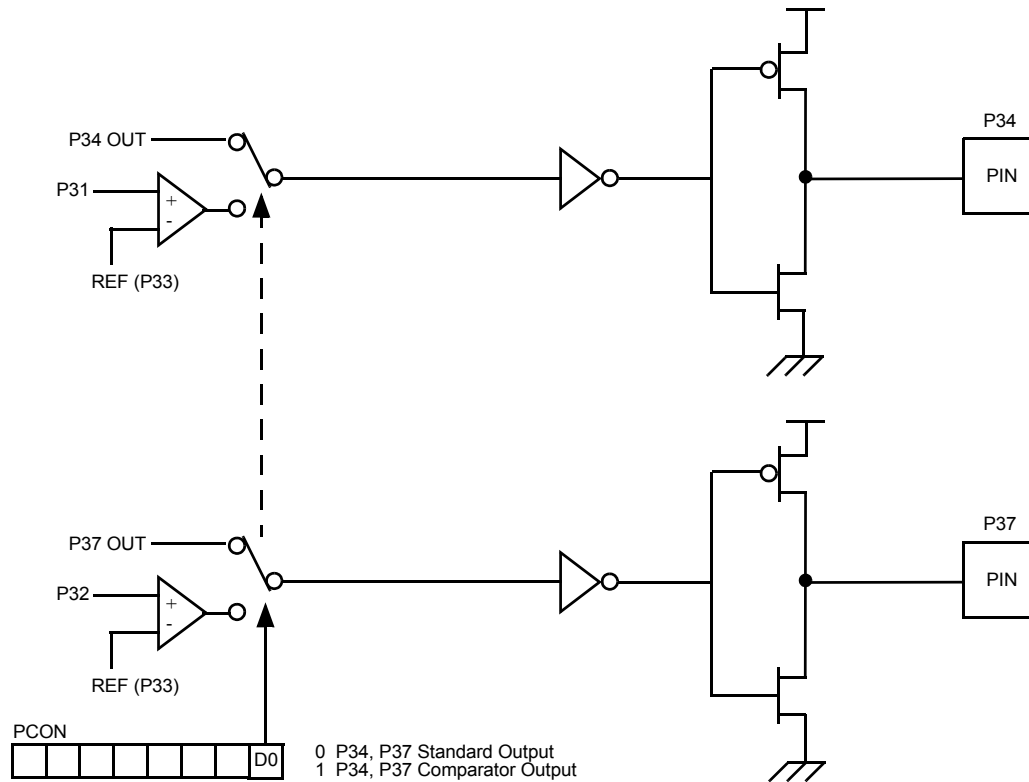 P34
P34 OUT
P31
+
-
PIN
REF (P33)
P37
P37 OUT
P32
+
-
PIN
REF (P33)
PCON
D0
0 P34, P37 Standard Output
1 P34, P37 Comparator Output